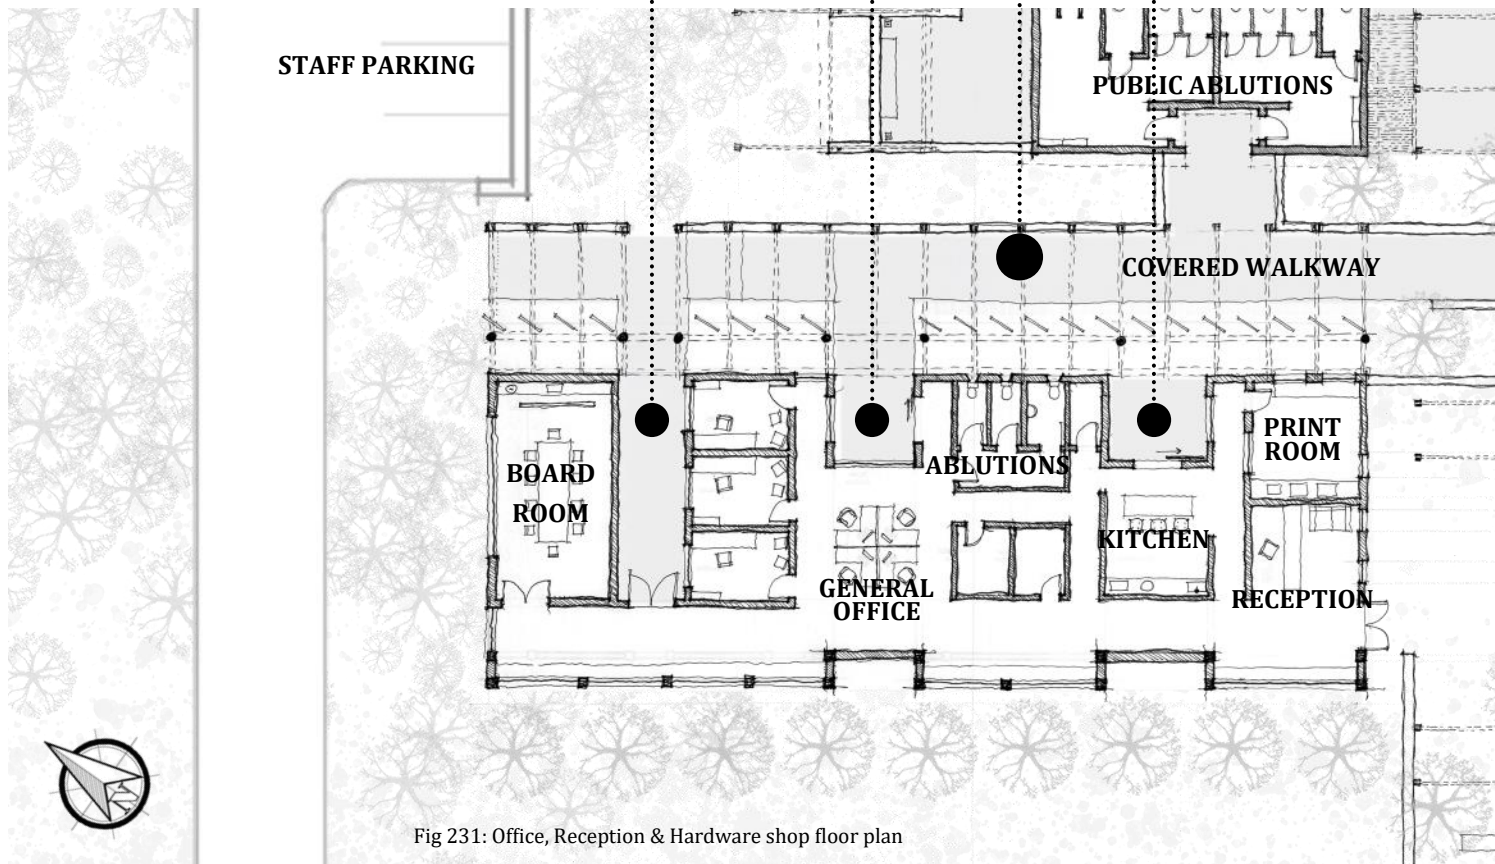 STAFF PARKING
PUBLIC ABLUTIONS
COVERED WALKWAY
BOARD
ROOM
ABLUTIONS
PRINT
ROOM
KITCHEN
GENERAL
OFFICE
RECEPTION
N
Fig 231: Office, Reception & Hardware shop floor plan